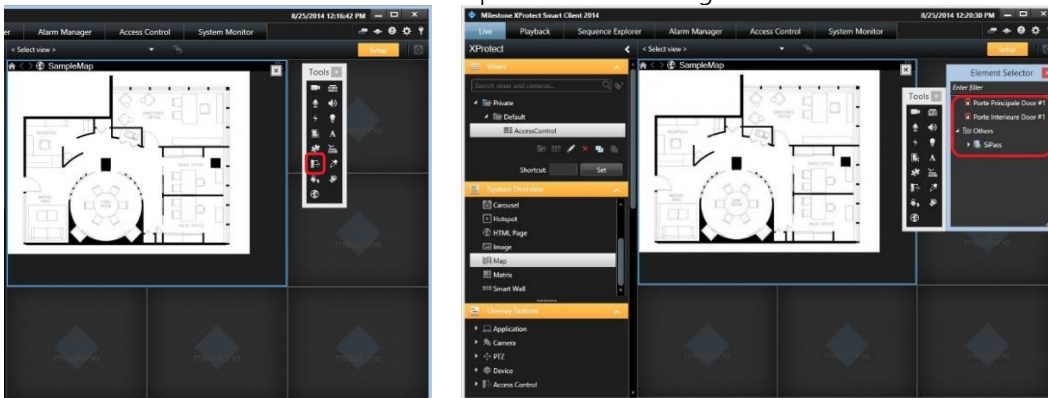 8/25/2014 12:16:42 PM
Alarm Manager Access Control System Monitor
< Select view >
Setup
SampleMap
Tools
A
Milestone XProtect Smart Client 2014
8/25/2014 12:20:30 PM
Live Playback Sequence Explorer Alarm Manager Access Control System Monitor
XProtect
< Select view >
Setup
Views
Search views and cameras...
Private
Default
AccessControl
Shortcut: Set
System Overview
Carousel
Hotspot
HTML Page
Image
Map
Matrix
Smart Wall
Overlay Buttons
Application
Camera
PTZ
Device
Access Control
SampleMap
Tools
A
Element Selector
Enter filter
Porte Principale Door #1
Porte Interieure Door #1
Others
SiPass
milestone